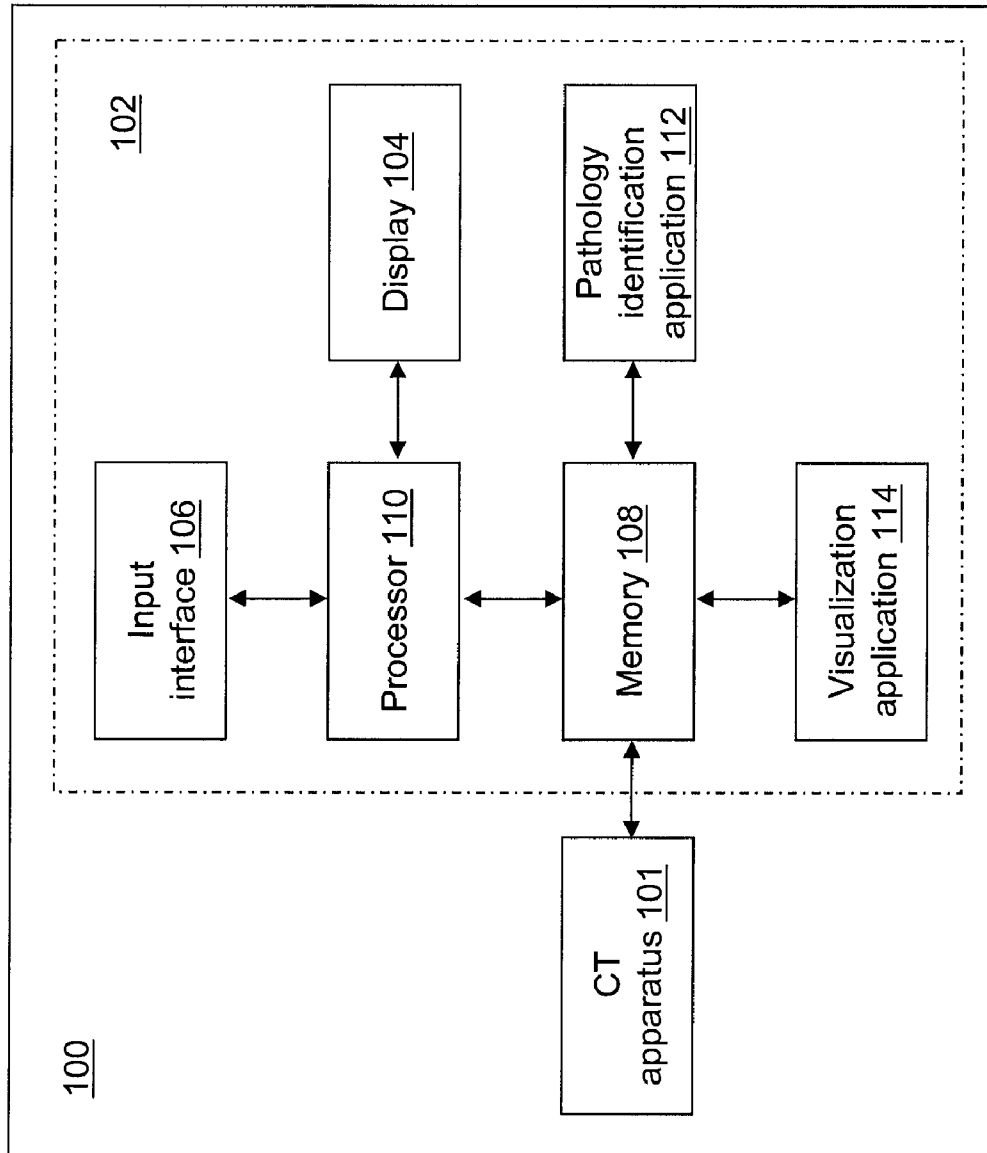 100
102
Input
interface 106
Processor 110
Display 104
CT
apparatus 101
Memory 108
Pathology
identification
application 112
Visualization
application 114